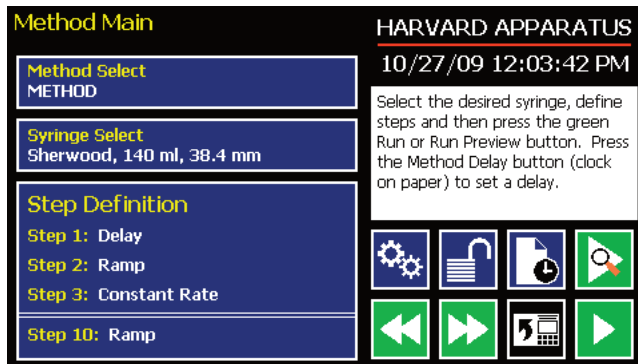 Method Main
Method Select
METHOD
Syringe Select
Sherwood, 140 ml, 38.4 mm
Step Definition
Step 1: Delay
Step 2: Ramp
Step 3: Constant Rate
Step 10: Ramp
HARVARD APPARATUS
10/27/09 12:03:42 PM
Select the desired syringe, define
steps and then press the green
Run or Run Preview button. Press
the Method Delay button (clock
on paper) to set a delay.